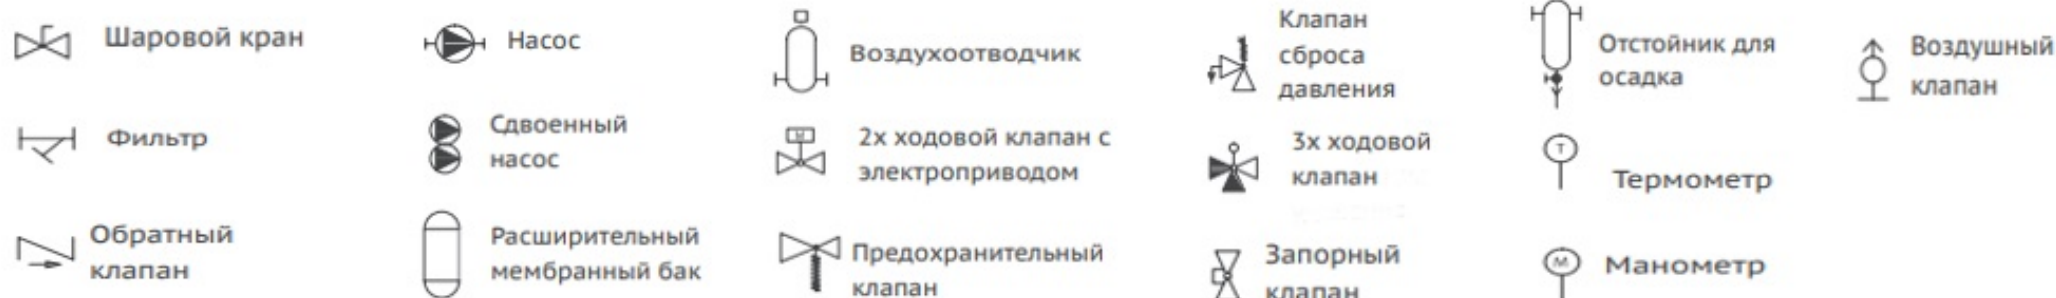 Шаровой кран
Фильтр
Обратный
клапан
Насос
Сдвоенный
насос
Расширительный
мембранный бак
Воздухоотводчик
М
2х ходовой клапан с
электроприводом
Предохранительный
клапан
Клапан
сброса
давления
3х ходовой
клапан
Запорный
клапан
Отстойник для
осадка
Т
Термометр
М
Манометр
Воздушный
клапан